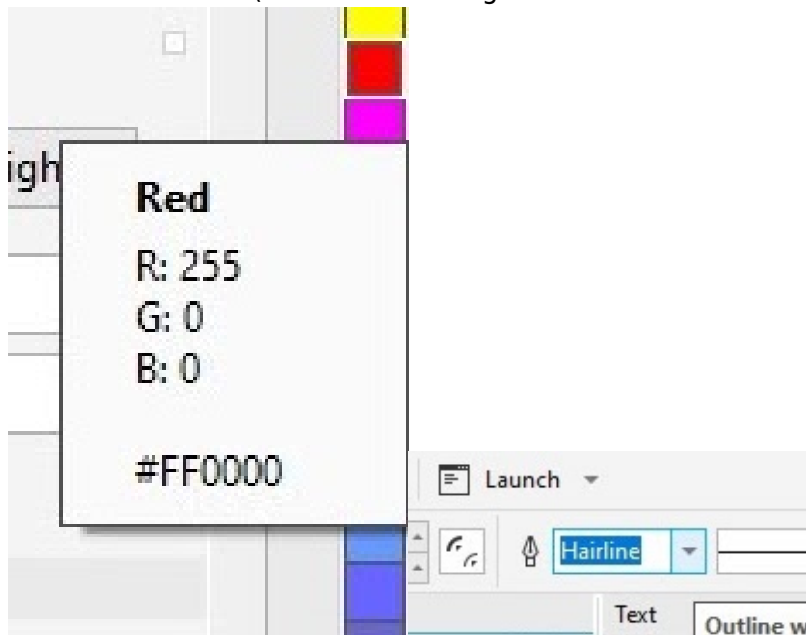 igh
Red
R: 255
G: 0
B: 0
#FF0000
Launch
Hairline
Text
Outline w